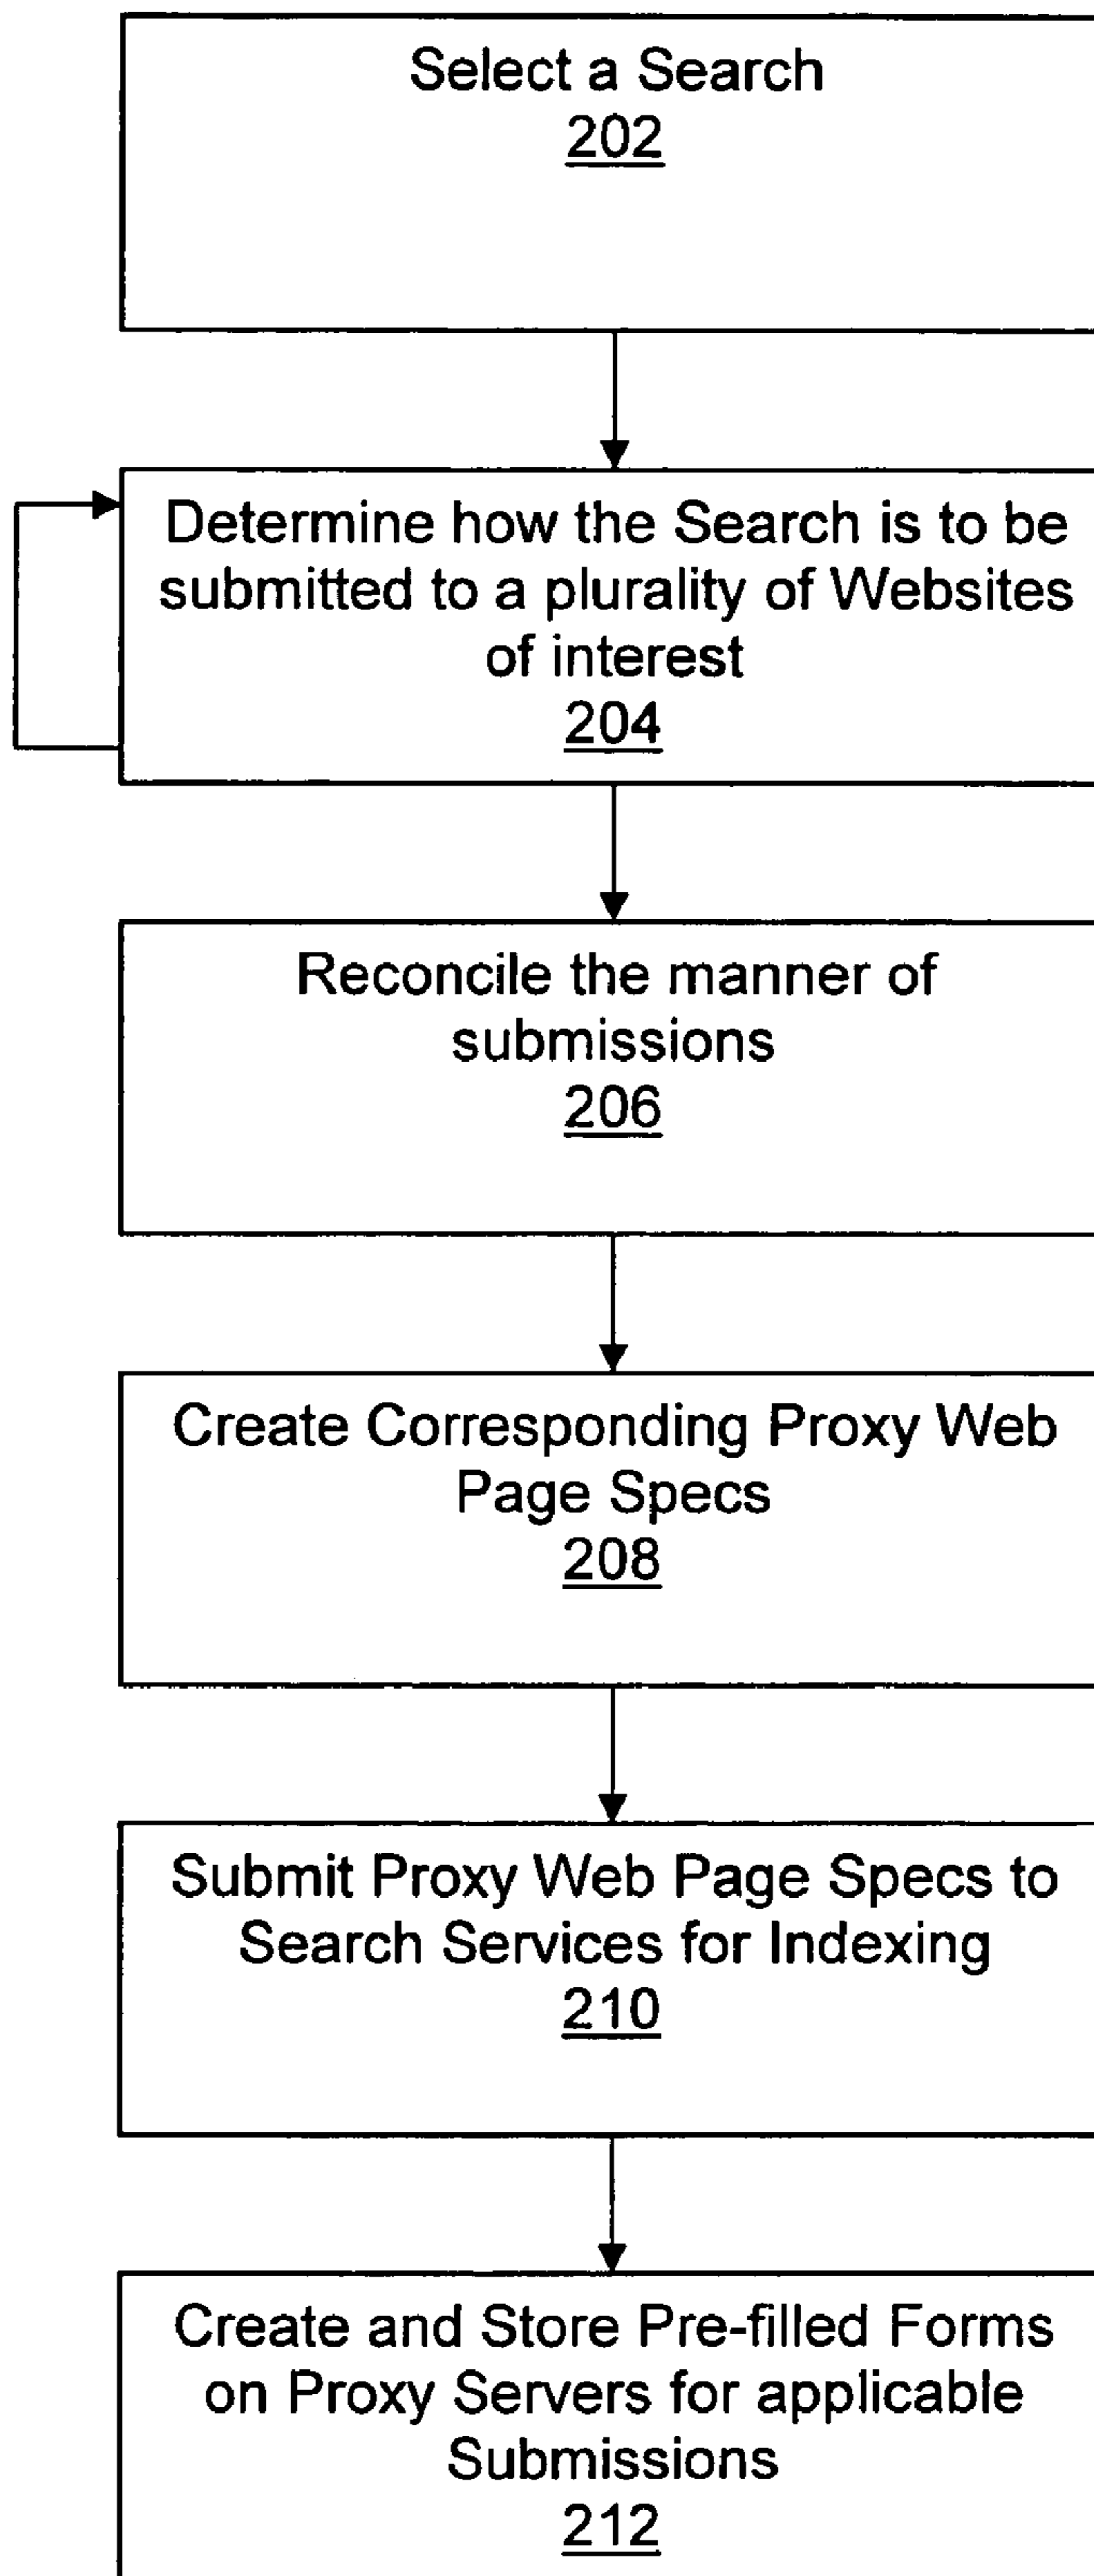 Select a Search
202
Determine how the Search is to be
submitted to a plurality of Websites
of interest
204
Reconcile the manner of
submissions
206
Create Corresponding Proxy Web
Page Specs
208
Submit Proxy Web Page Specs to
Search Services for Indexing
210
Create and Store Pre-filled Forms
on Proxy Servers for applicable
Submissions
212